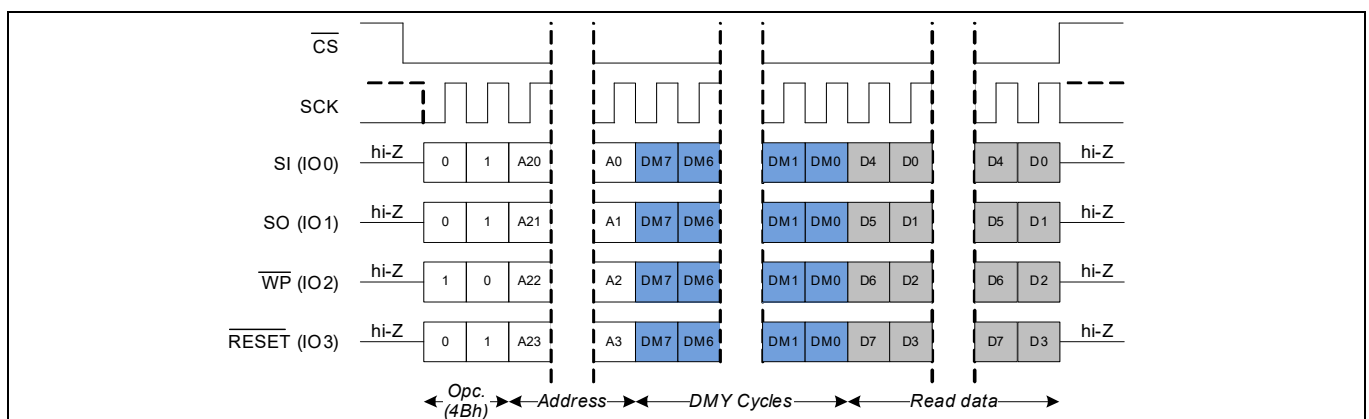 CS
SCK
hi-Z hi-Z
SI (IO0) 0 1 A20 A0 DM7 DM6 DM1 DM0 D4 D0 D4 D0
hi-Z hi-Z
SO (IO1) 0 1 A21 A1 DM7 DM6 DM1 DM0 D5 D1 D5 D1
hi-Z hi-Z
WP (IO2) 1 0 A22 A2 DM7 DM6 DM1 DM0 D6 D2 D6 D2
hi-Z hi-Z
RESET (IO3) 0 1 A23 A3 DM7 DM6 DM1 DM0 D7 D3 D7 D3
Opc.
(4Bh) Address DMY Cycles Read data